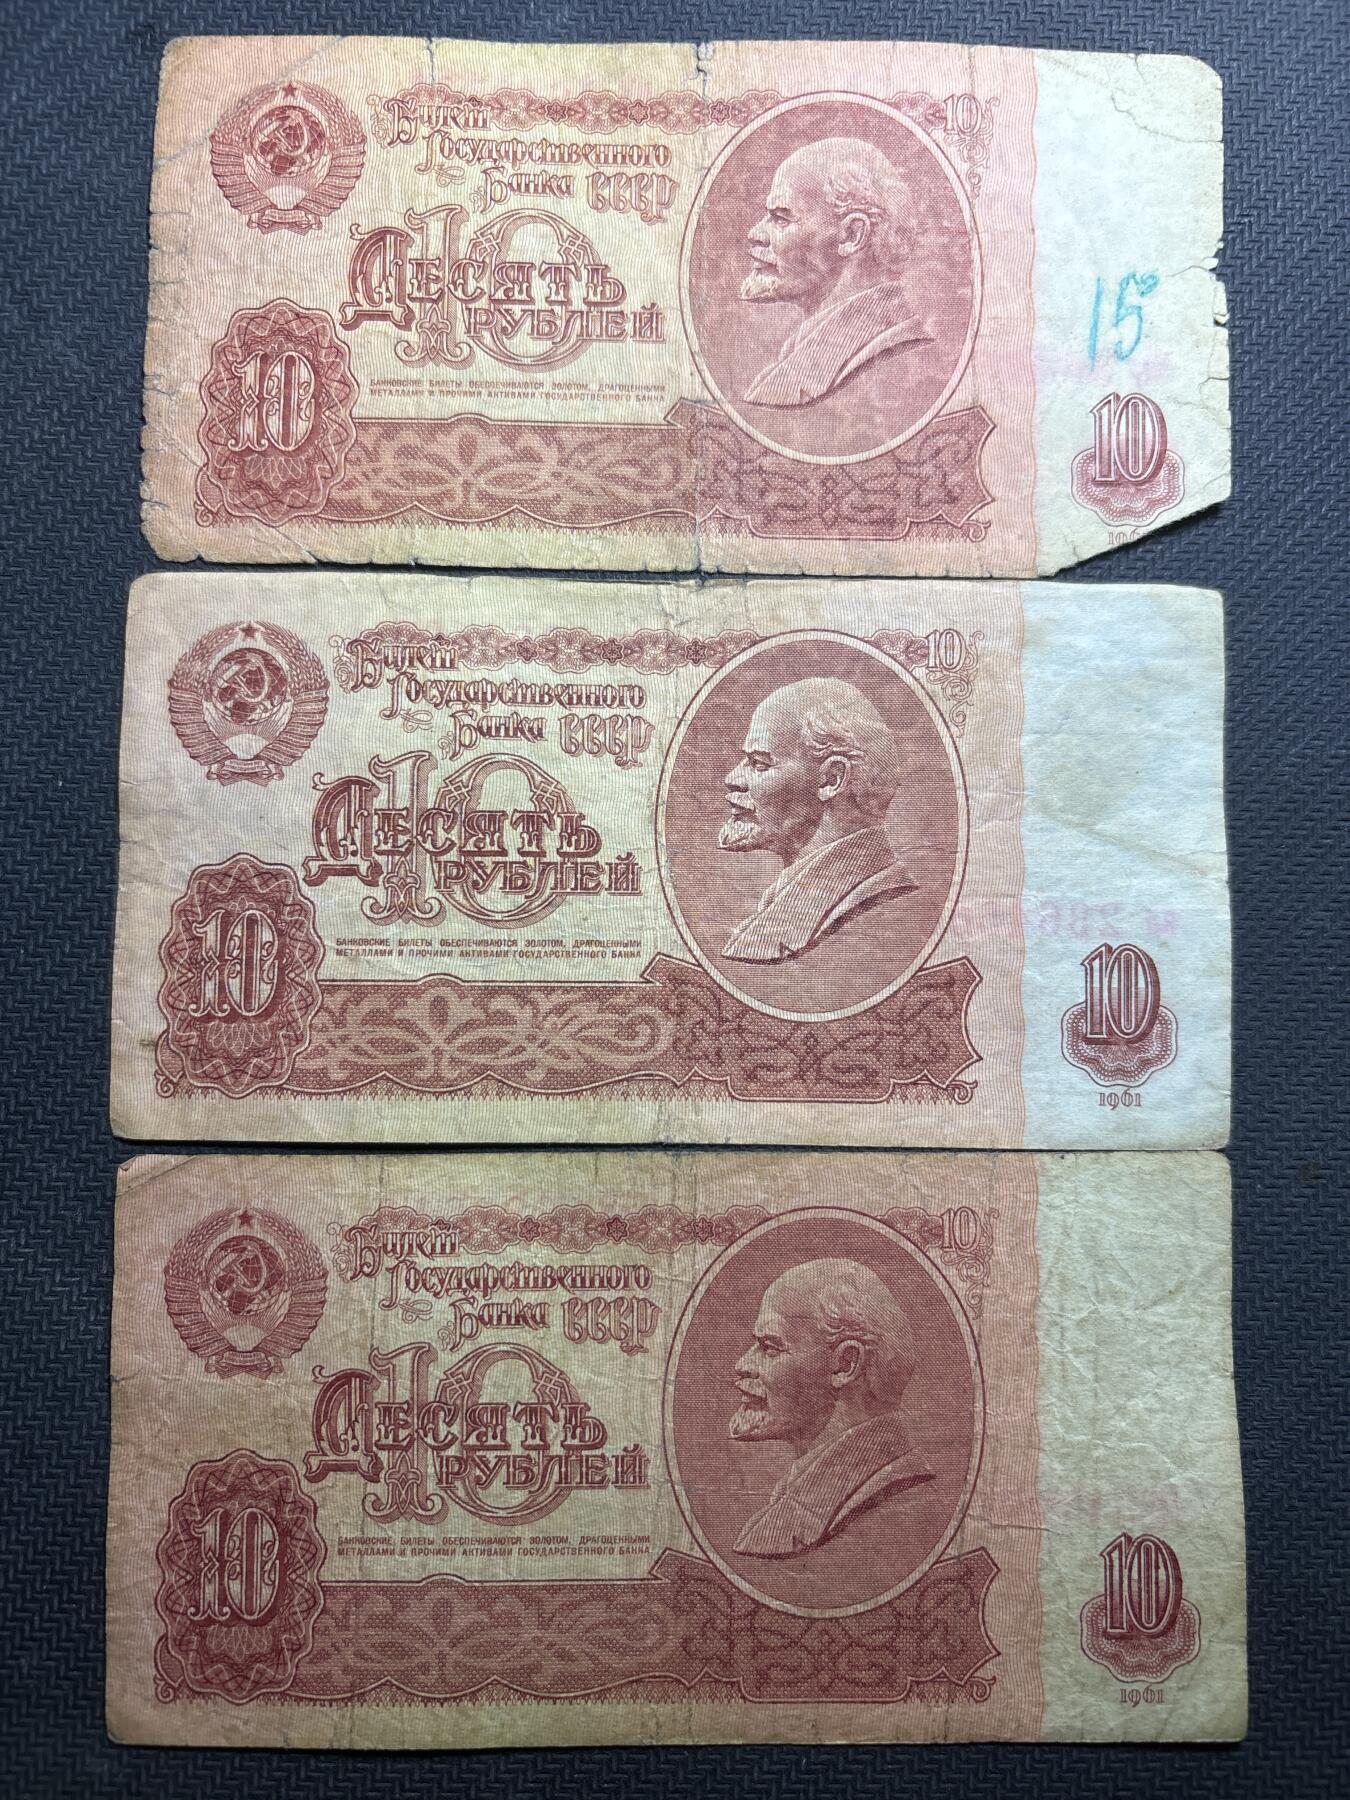 Билет
10
Государственного
Банка СССР
10
Десять
рублей
15
10
БАНКОВСКИЕ БИЛЕТЫ ОБЕСПЕЧИВАЮТСЯ ЗОЛОТОМ, ДРАГОЦЕННЫМИ
МЕТАЛЛАМИ И ПРОЧИМИ АКТИВАМИ ГОСУДАРСТВЕННОГО БАНКА
10
Билет
10
Государственного
Банка СССР
10
Десять
рублей
10
БАНКОВСКИЕ БИЛЕТЫ ОБЕСПЕЧИВАЮТСЯ ЗОЛОТОМ, ДРАГОЦЕННЫМИ
МЕТАЛЛАМИ И ПРОЧИМИ АКТИВАМИ ГОСУДАРСТВЕННОГО БАНКА
10
1961
Билет
10
Государственного
Банка СССР
10
Десять
рублей
10
БАНКОВСКИЕ БИЛЕТЫ ОБЕСПЕЧИВАЮТСЯ ЗОЛОТОМ, ДРАГОЦЕННЫМИ
МЕТАЛЛАМИ И ПРОЧИМИ АКТИВАМИ ГОСУДАРСТВЕННОГО БАНКА
10
1961